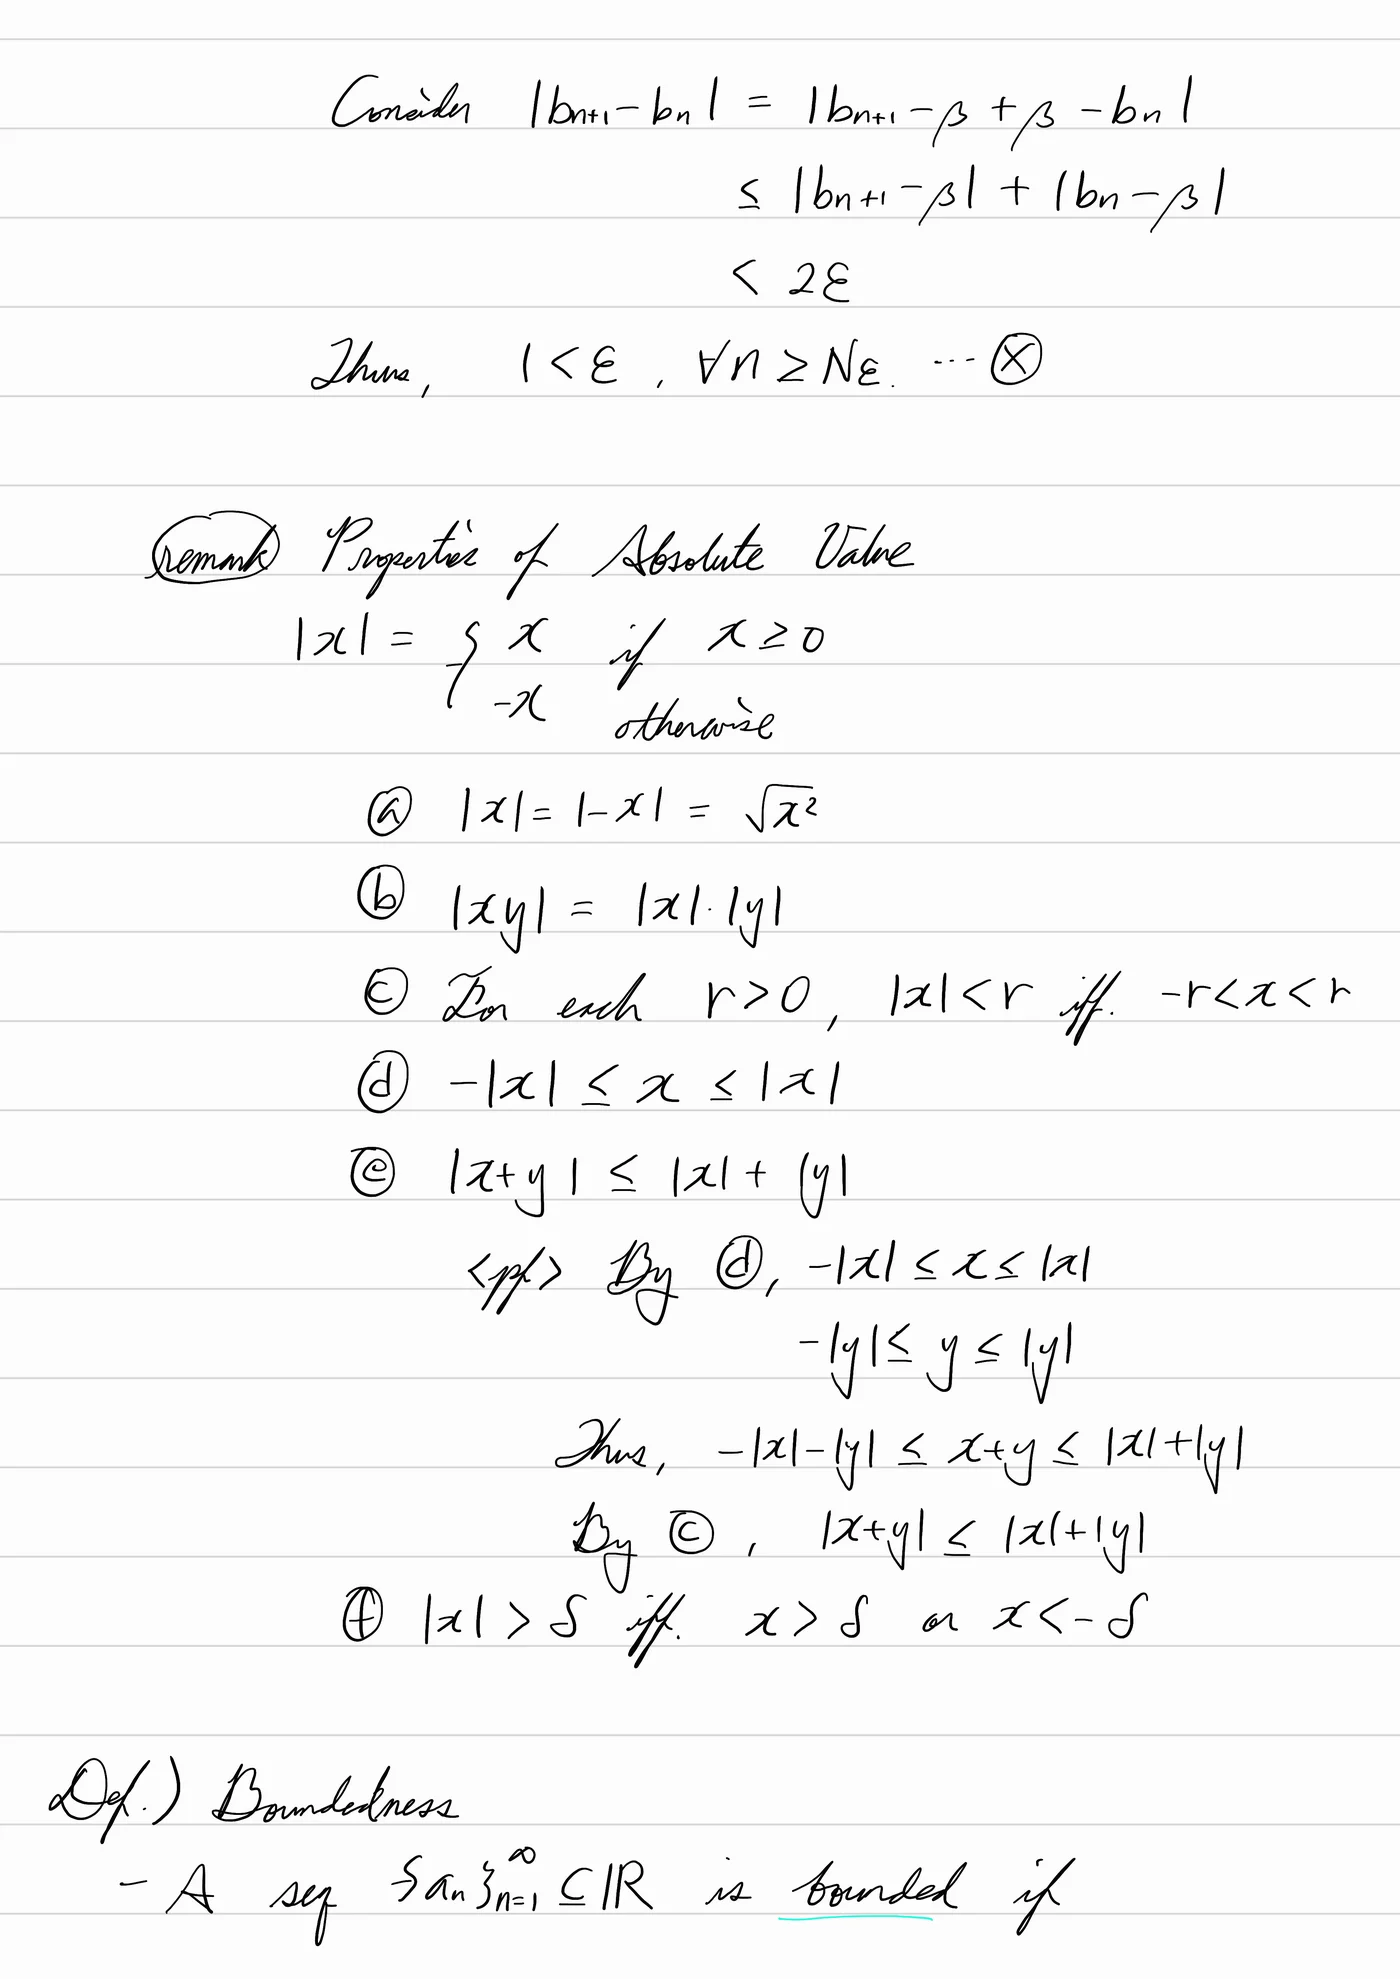 Consider |bn+1 - bn| = |bn+1 - β + β - bn|
≤ |bn+1 - β| + |bn - β|
< 2ε
Thus, 1 < ε, ∀n ≥ Nε. ... ⊗
remark Properties of Absolute Value
|x| = { x if x ≥ 0
-x otherwise
ⓐ |x| = |-x| = √x²
ⓑ |xy| = |x|·|y|
ⓒ For each r > 0, |x| < r iff. -r < x < r
ⓓ -|x| ≤ x ≤ |x|
ⓔ |x+y| ≤ |x| + |y|
<pf> By ⓓ, -|x| ≤ x ≤ |x|
-|y| ≤ y ≤ |y|
Thus, -|x|-|y| ≤ x+y ≤ |x|+|y|
By ⓒ, |x+y| ≤ |x|+|y|
ⓕ |x| > δ iff. x > δ or x < -δ
Def.) Boundedness
- A seq {an}n=1^∞ ⊆ ℝ is bounded if